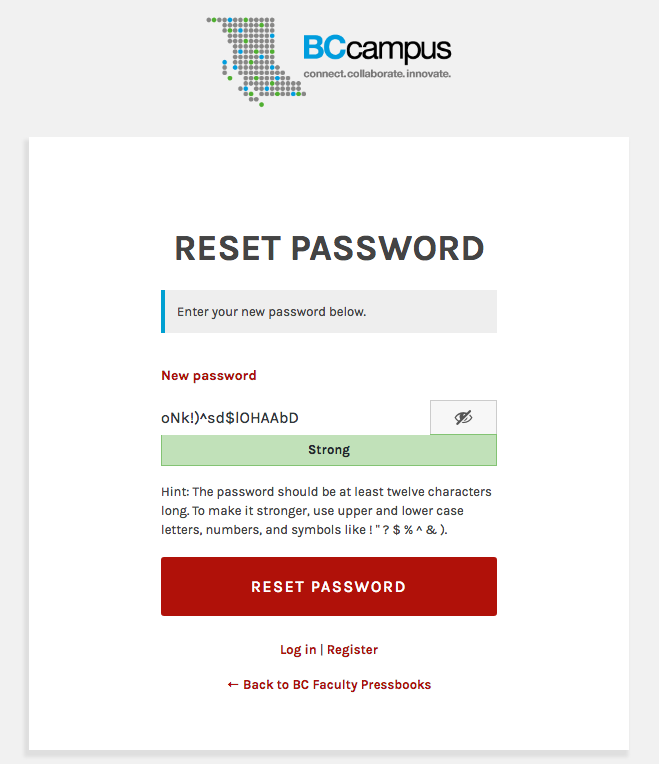 BCcampus
connect.collaborate.innovate.
RESET PASSWORD
Enter your new password below.
New password
oNk!)^sd$lOHAAbD
Strong
Hint: The password should be at least twelve characters
long. To make it stronger, use upper and lower case
letters, numbers, and symbols like ! " ? $ % ^ & ).
RESET PASSWORD
Log in | Register
← Back to BC Faculty Pressbooks